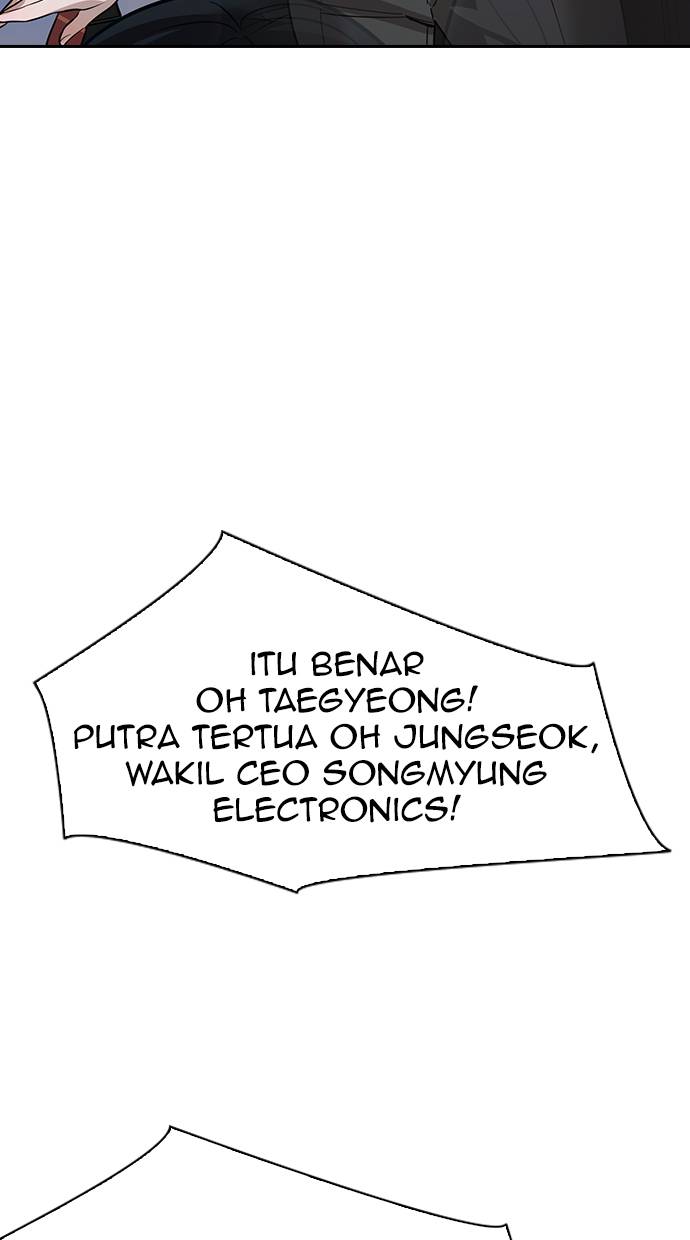 ITU BENAR
OH TAEGYEONG!
PUTRA TERTUA OH JUNGSEOK,
WAKIL CEO SONGMYUNG
ELECTRONICS!